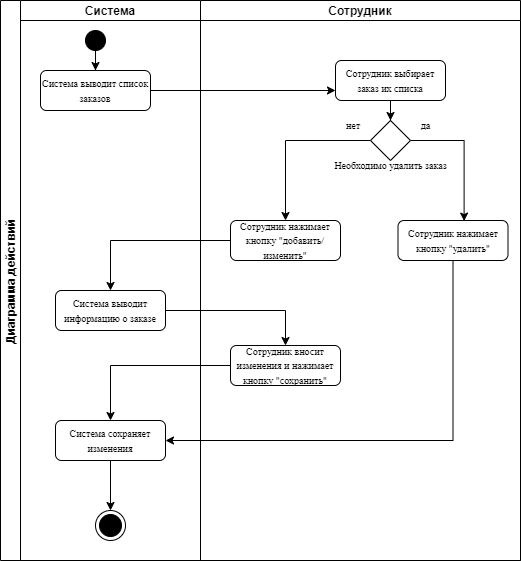 Система
Сотрудник
Диаграмма действий
Система выводит список
заказов
Сотрудник выбирает
заказ их списка
нет
да
Необходимо удалить заказ
Сотрудник нажимает
кнопку "добавить/
изменить"
Сотрудник нажимает
кнопку "удалить"
Система выводит
информацию о заказе
Сотрудник вносит
изменения и нажимает
кнопку "сохранить"
Система сохраняет
изменения